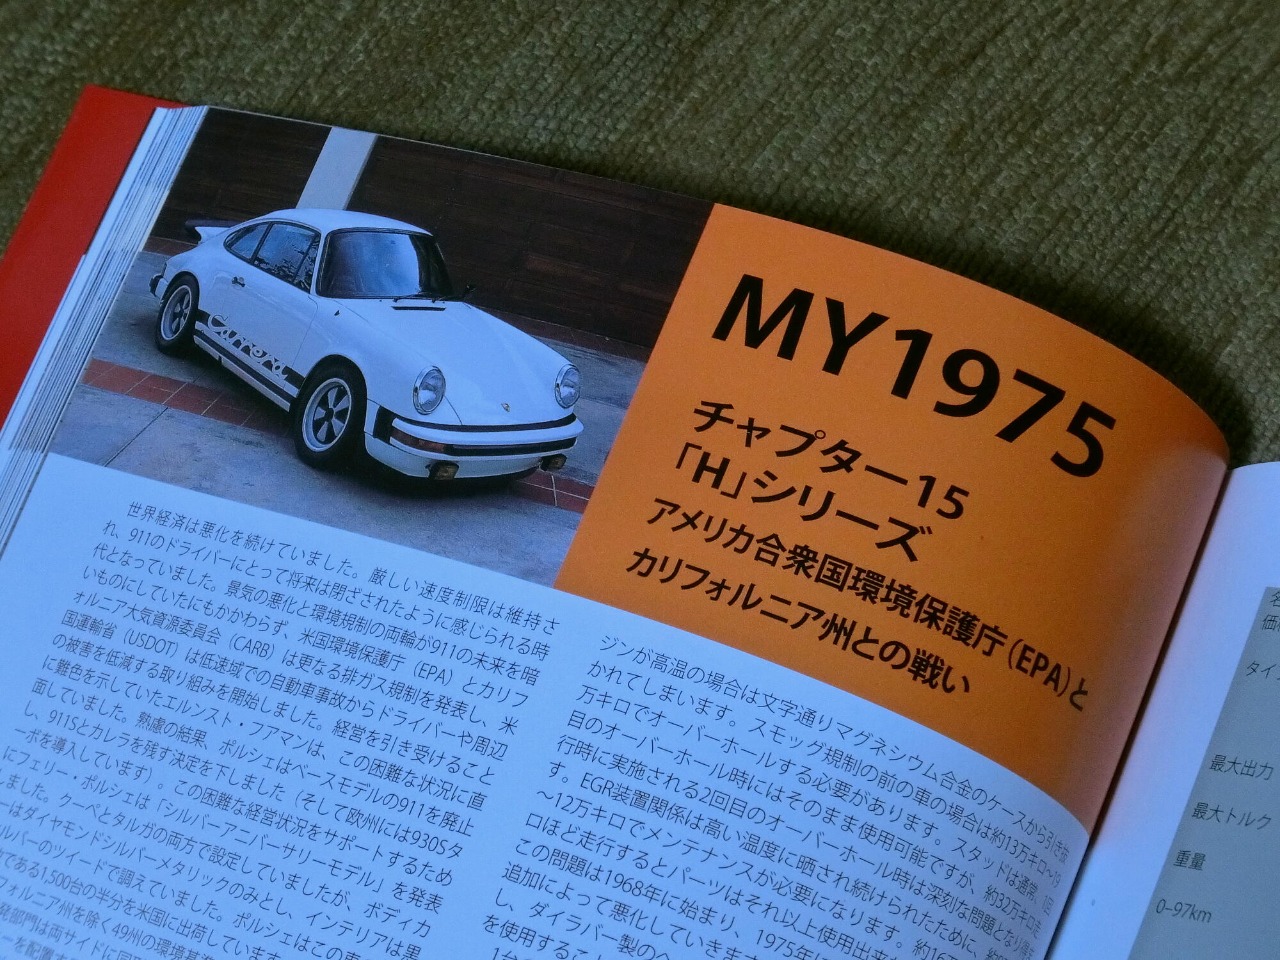 Carrera
MY1975
チャプター15
「H」シリーズ
アメリカ合衆国環境保護庁（EPA）と
カリフォルニア州との戦い
世界経済は悪化を続けていました。厳しい速度制限は維持さ
れ、911のドライバーにとって将来は閉ざされたように感じられる時
代となっていました。景気の悪化と環境規制の両輪が911の未来を暗
いものにしていたにもかかわらず、米国環境保護庁（EPA）とカリフ
ォルニア大気資源委員会（CARB）は更なる排ガス規制を発表し、米
国運輸省（USDOT）は低速域での自動車事故からドライバーや周辺
の被害を低減する取り組みを開始しました。経営を引き受けること
に難色を示していたエルンスト・フアマンは、この困難な状況に直
面していました。熟慮の結果、ポルシェはベースモデルの911を廃止
し、911Sとカレラを残す決定を下しました（そして欧州には930Sタ
ーボを導入しています）。この困難な経営状況をサポートするため
にフェリー・ポルシェは「シルバーアニバーサリーモデル」を発表
しました。クーペとタルガの両方で設定していましたが、ボディカ
ーはダイヤモンドシルバーメタリックのみとし、インテリアは黒
ルバーのツイードで調えていました。ポルシェはこの
である1,500台の半分を米国に出荷しています
フォルニア州を除く49州の環境基
発部門は両サイドに
ーを配置
ジンが高温の場合は文字通りマグネシウム合金のケースから引き抜
かれてしまいます。スモッグ規制の前の車の場合は約13万キロ〜19
万キロでオーバーホールする必要があります。スタッドは通常、1回
目のオーバーホール時にはそのまま使用可能ですが、約32万キロ走
行時に実施される2回目のオーバーホール時は深刻な問題となり得ま
す。EGR装置関係は高い温度に晒され続けられたために、
〜12万キロでメンテナンスが必要になります。約16万
ロほど走行するとパーツはそれ以上使用出来
この問題は1968年に始まり、1975年に
追加によって悪化していきます
し、ダイラバー製の
を使用すること
1台の
価
タイ
最大出力
最大トルク
重量
0–97km